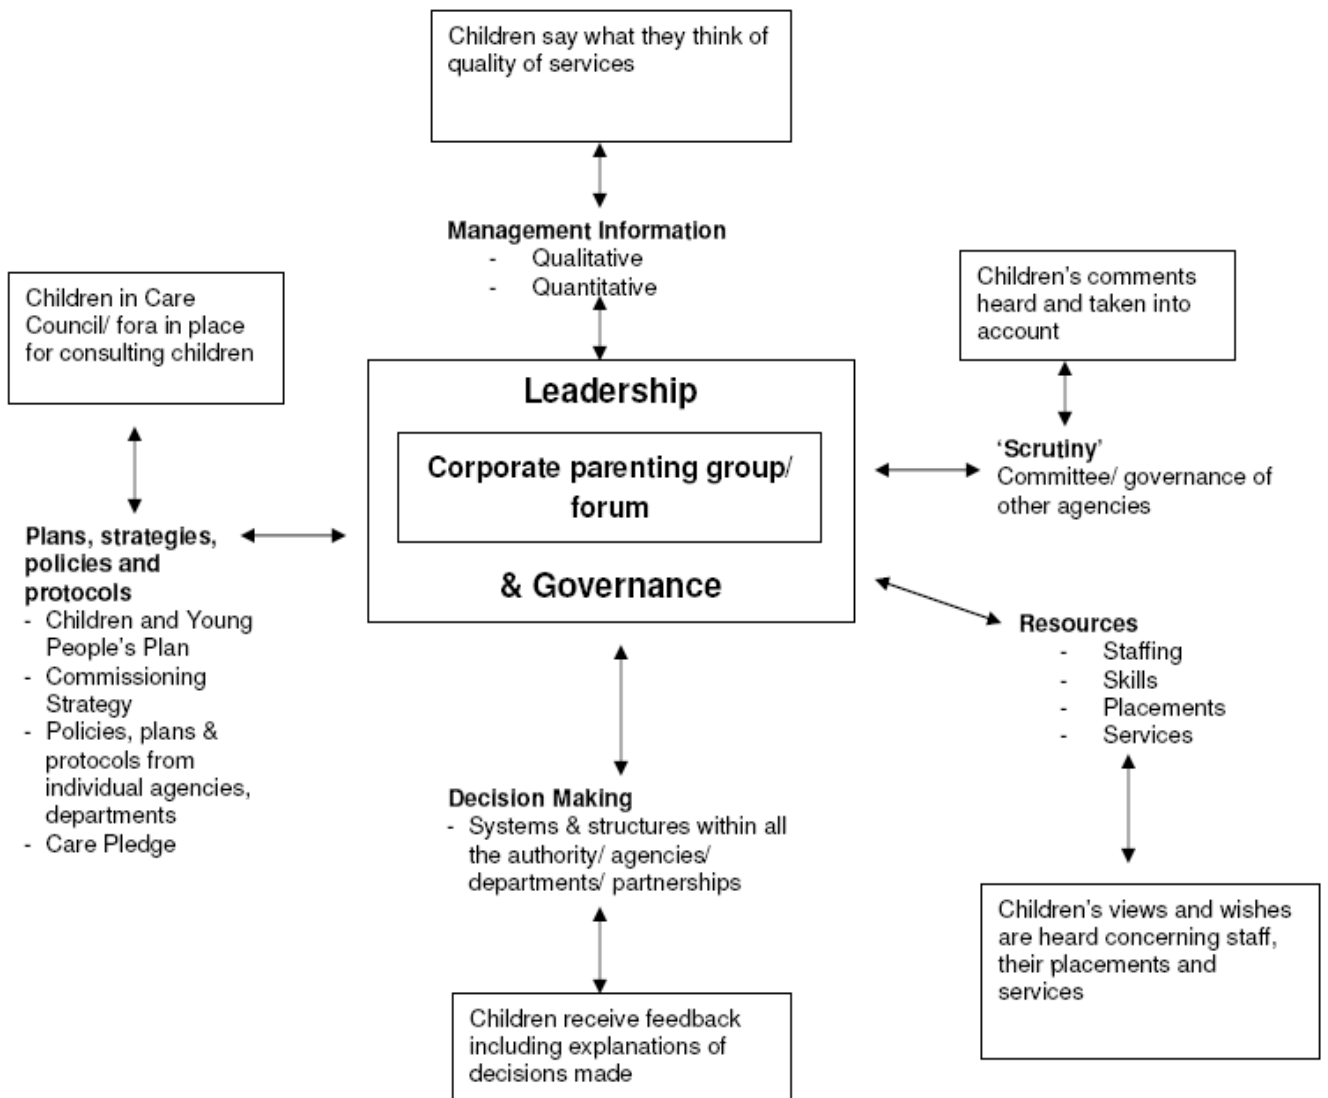 Children say what they think of
quality of services
Management Information
- Qualitative
- Quantitative
Children in Care
Council/ fora in place
for consulting children
Children's comments
heard and taken into
account
Leadership
Corporate parenting group/
forum
& Governance
'Scrutiny'
Committee/ governance of
other agencies
Plans, strategies,
policies and
protocols
- Children and Young
People's Plan
- Commissioning
Strategy
- Policies, plans &
protocols from
individual agencies,
departments
- Care Pledge
Resources
- Staffing
- Skills
- Placements
- Services
Decision Making
- Systems & structures within all
the authority/ agencies/
departments/ partnerships
Children's views and wishes
are heard concerning staff,
their placements and
services
Children receive feedback
including explanations of
decisions made